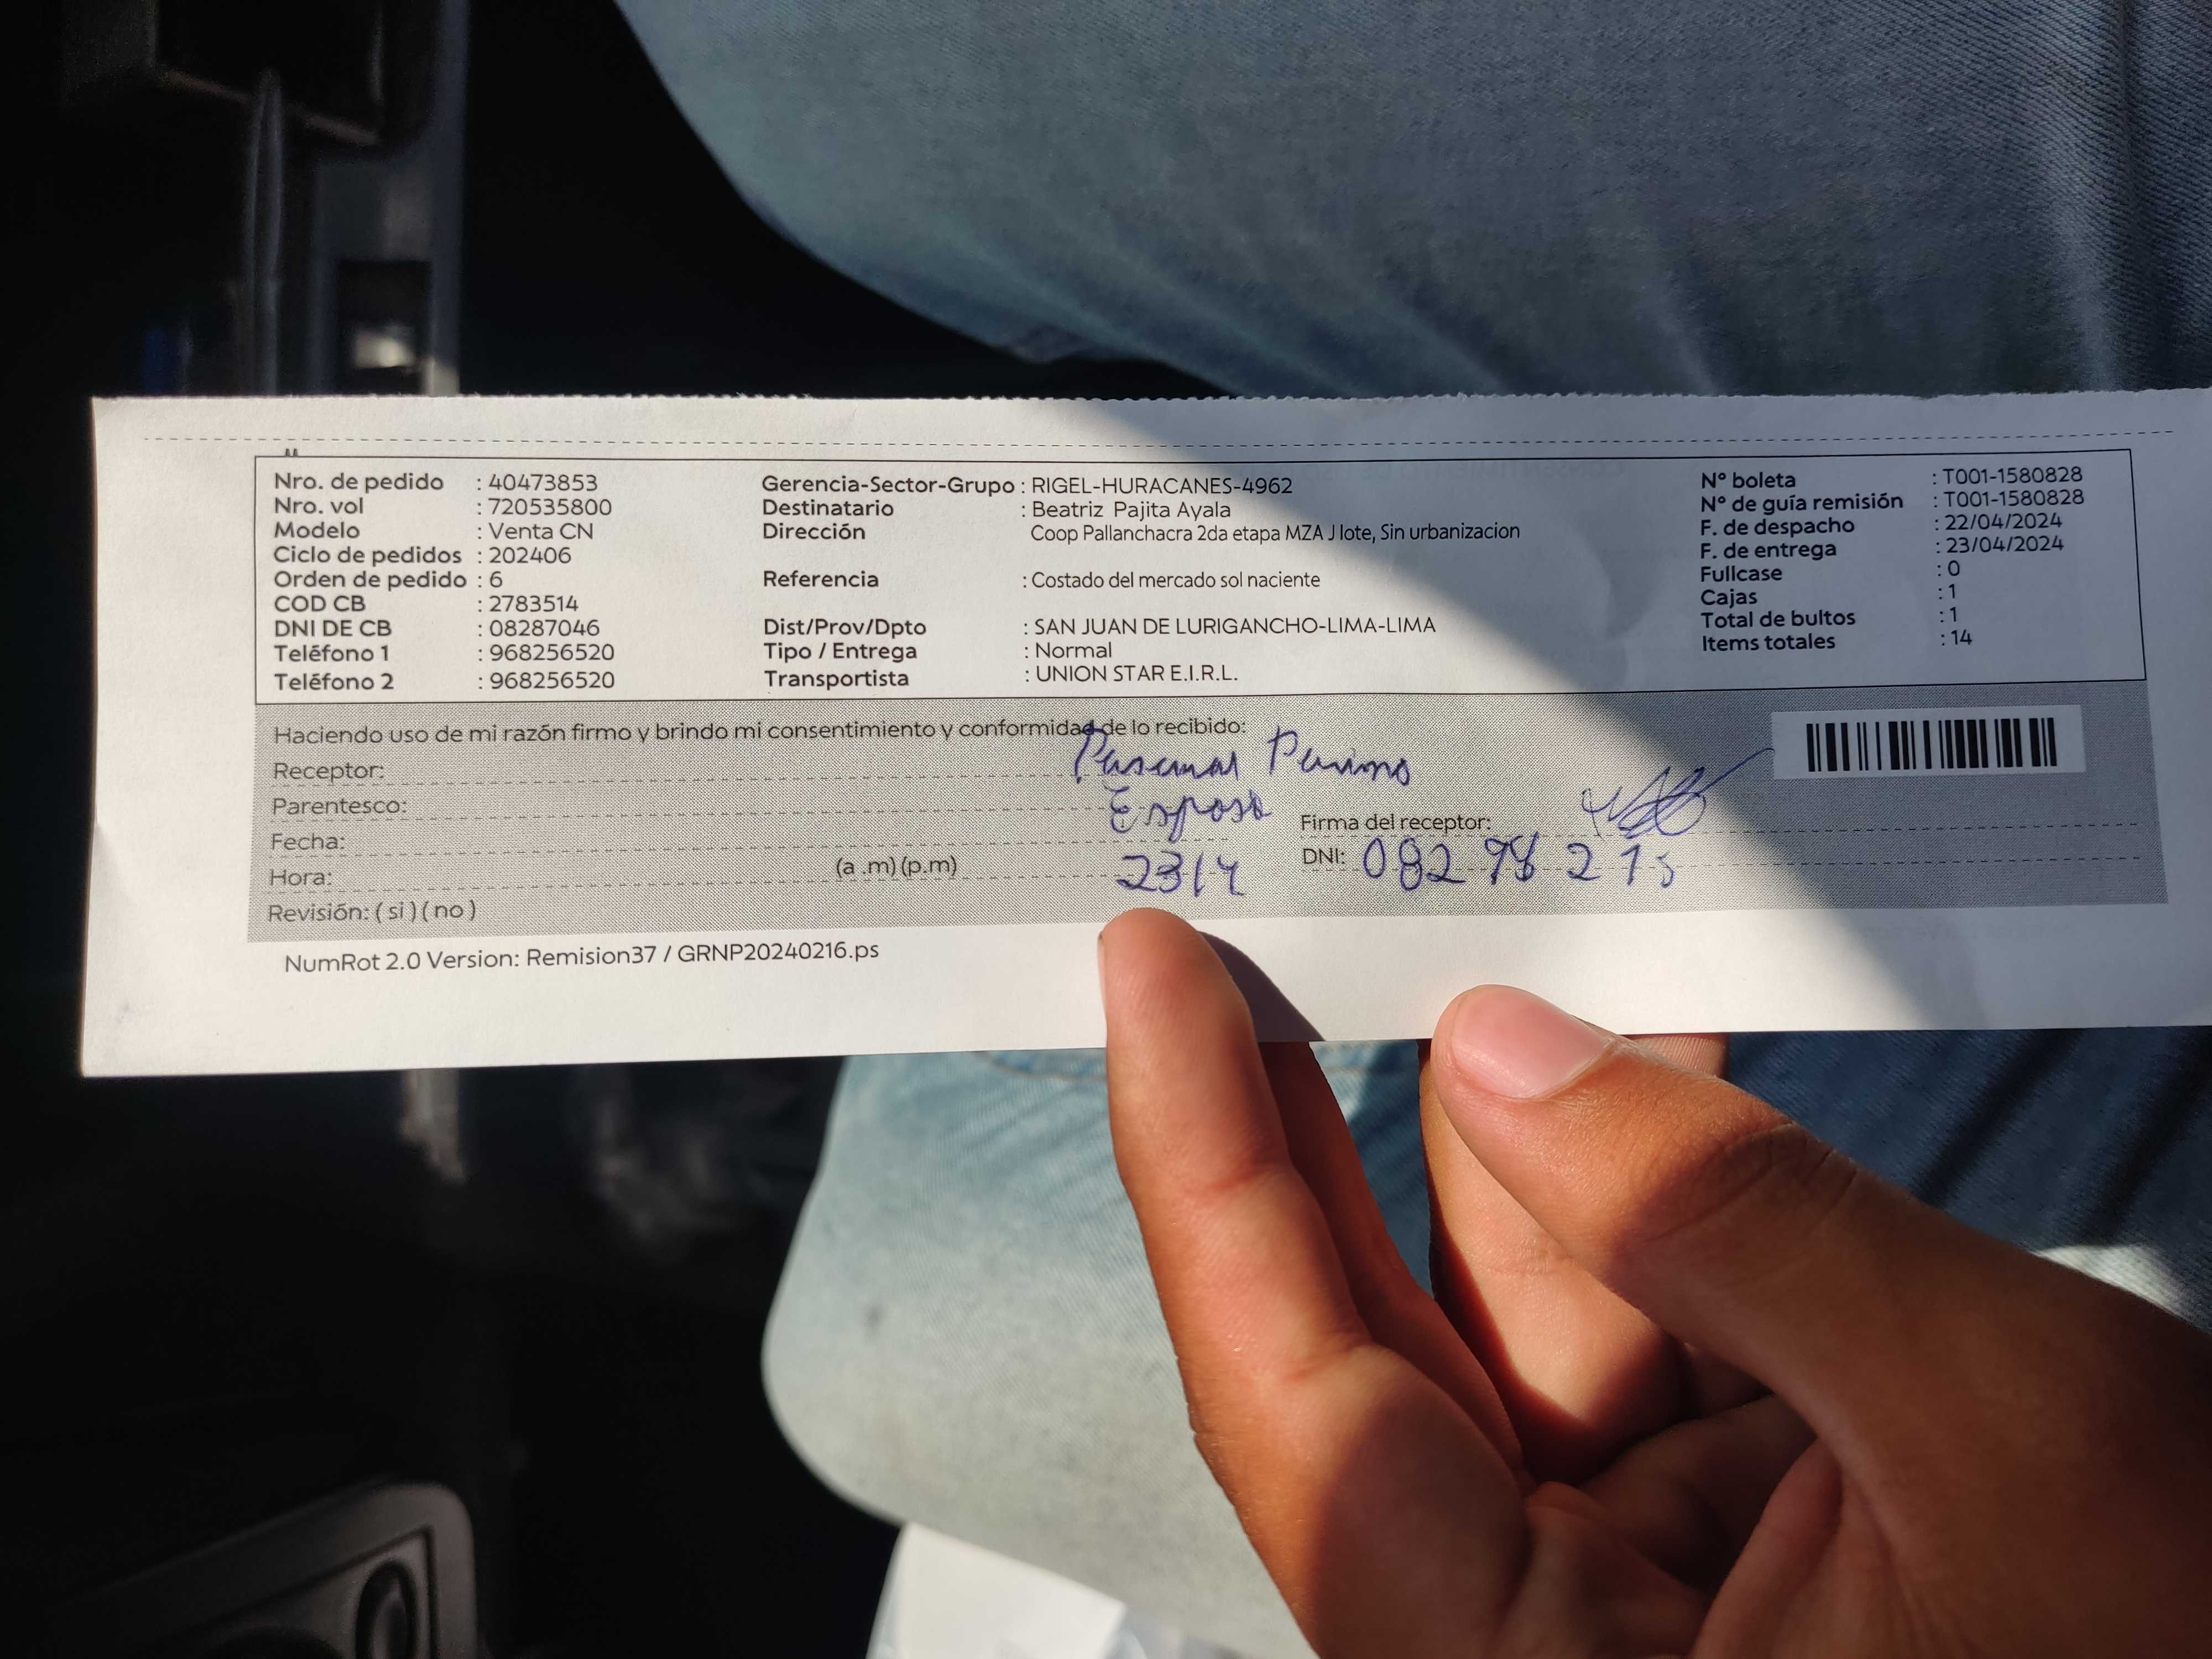 Nro. de pedido : 40473853
Nro. vol : 720535800
Modelo : Venta CN
Ciclo de pedidos : 202406
Orden de pedido : 6
COD CB : 2783514
DNI DE CB : 08287046
Teléfono 1 : 968256520
Teléfono 2 : 968256520
Gerencia-Sector-Grupo : RIGEL-HURACANES-4962
Destinatario : Beatriz Pajita Ayala
Dirección Coop Pallanchacra 2da etapa MZA J lote, Sin urbanizacion
Referencia : Costado del mercado sol naciente
Dist/Prov/Dpto : SAN JUAN DE LURIGANCHO-LIMA-LIMA
Tipo / Entrega : Normal
Transportista : UNION STAR E.I.R.L.
N° boleta : T001-1580828
N° de guía remisión : T001-1580828
F. de despacho : 22/04/2024
F. de entrega : 23/04/2024
Fullcase : 0
Cajas : 1
Total de bultos : 1
Items totales : 14
Haciendo uso de mi razón firmo y brindo mi consentimiento y conformidad de lo recibido:
Receptor:
Parentesco: Esposo
Fecha: 23/4
Hora: (a .m) (p.m)
Revisión: ( si ) ( no )
Firma del receptor:
DNI:
NumRot 2.0 Version: Remision37 / GRNP20240216.ps